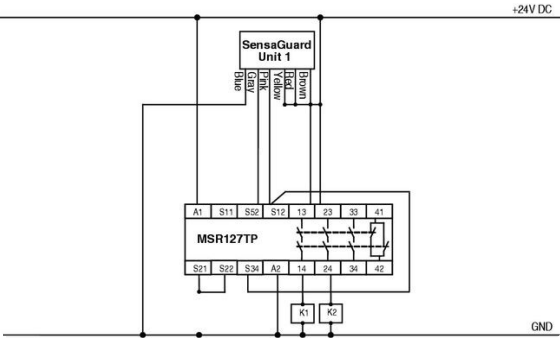 +24V DC
SensaGuard
Unit 1
Blue
Gray
Pink
Yellow
Red
Brown
A1 S11 S52 S12 13 23 33 41
MSR127TP
S21 S22 S34 A2 14 24 34 42
K1 K2
GND